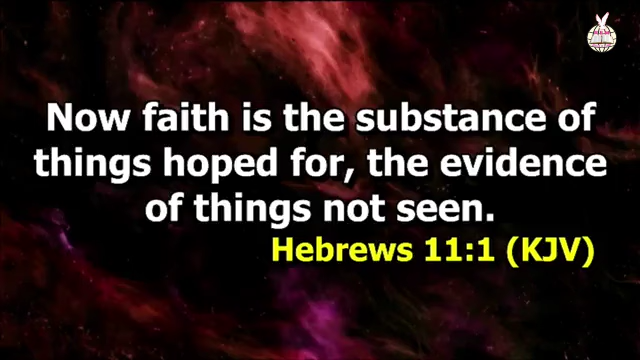 Now faith is the substance of
things hoped for, the evidence
of things not seen.
Hebrews 11:1 (KJV)